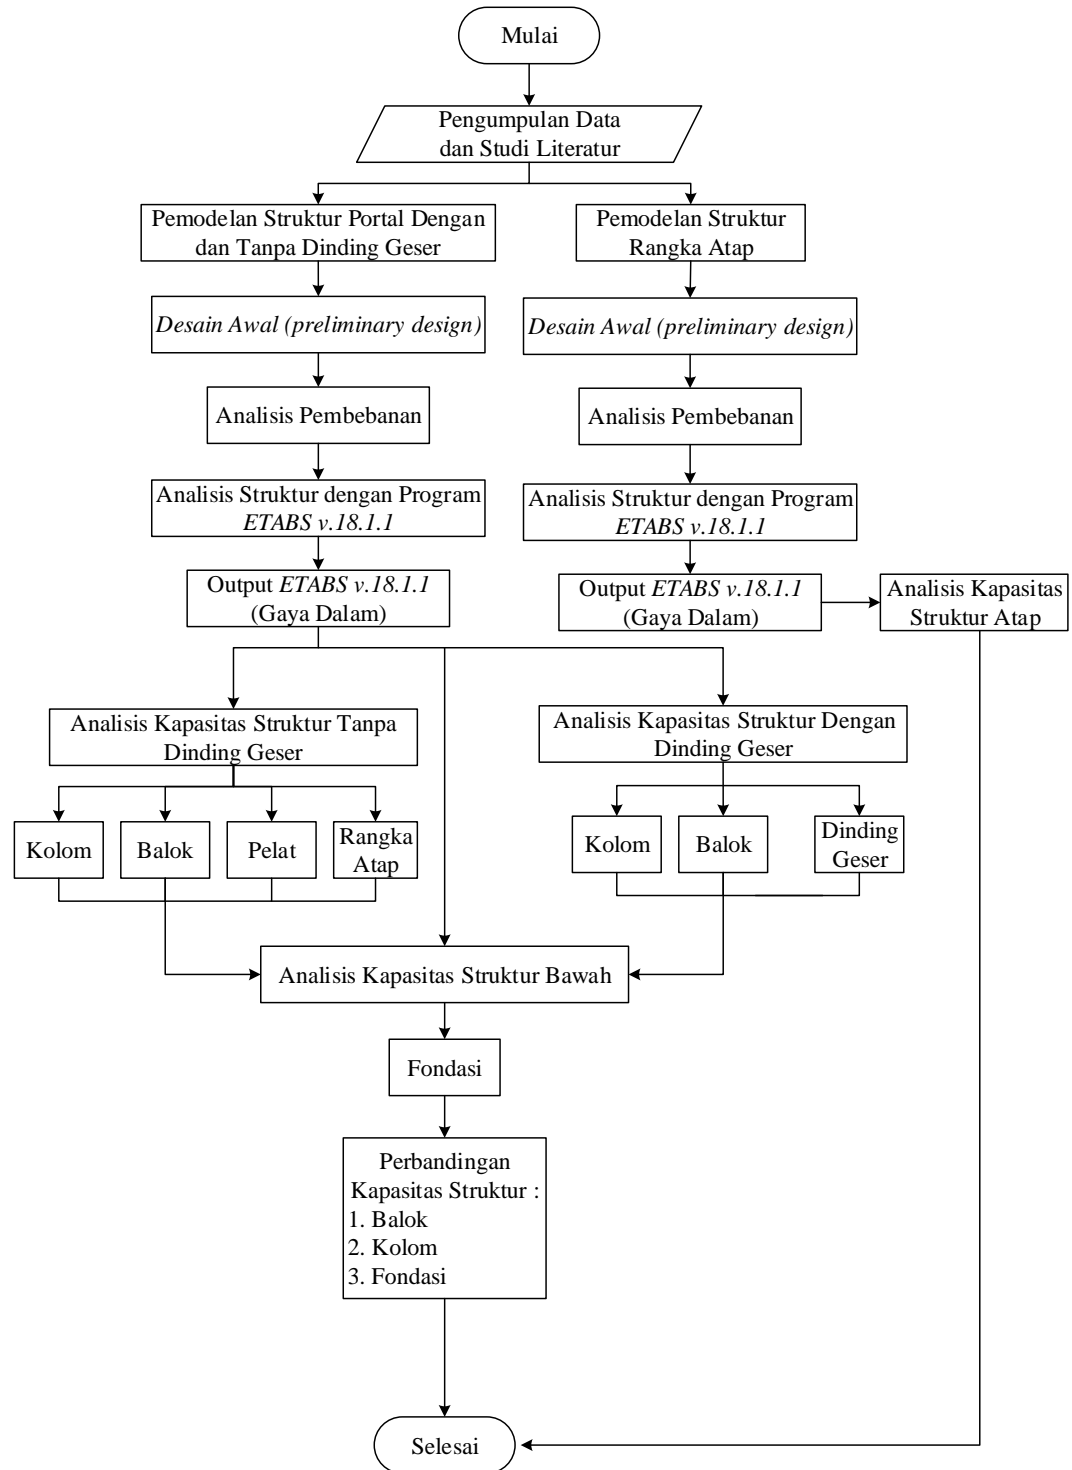 Mulai
Pengumpulan Data
dan Studi Literatur
Pemodelan Struktur Portal Dengan
dan Tanpa Dinding Geser
Pemodelan Struktur
Rangka Atap
Desain Awal (preliminary design)
Desain Awal (preliminary design)
Analisis Pembebanan
Analisis Pembebanan
Analisis Struktur dengan Program
ETABS v.18.1.1
Analisis Struktur dengan Program
ETABS v.18.1.1
Output ETABS v.18.1.1
(Gaya Dalam)
Output ETABS v.18.1.1
(Gaya Dalam)
Analisis Kapasitas
Struktur Atap
Analisis Kapasitas Struktur Tanpa
Dinding Geser
Analisis Kapasitas Struktur Dengan
Dinding Geser
Kolom
Balok
Pelat
Rangka
Atap
Kolom
Balok
Dinding
Geser
Analisis Kapasitas Struktur Bawah
Fondasi
Perbandingan
Kapasitas Struktur :
1. Balok
2. Kolom
3. Fondasi
Selesai